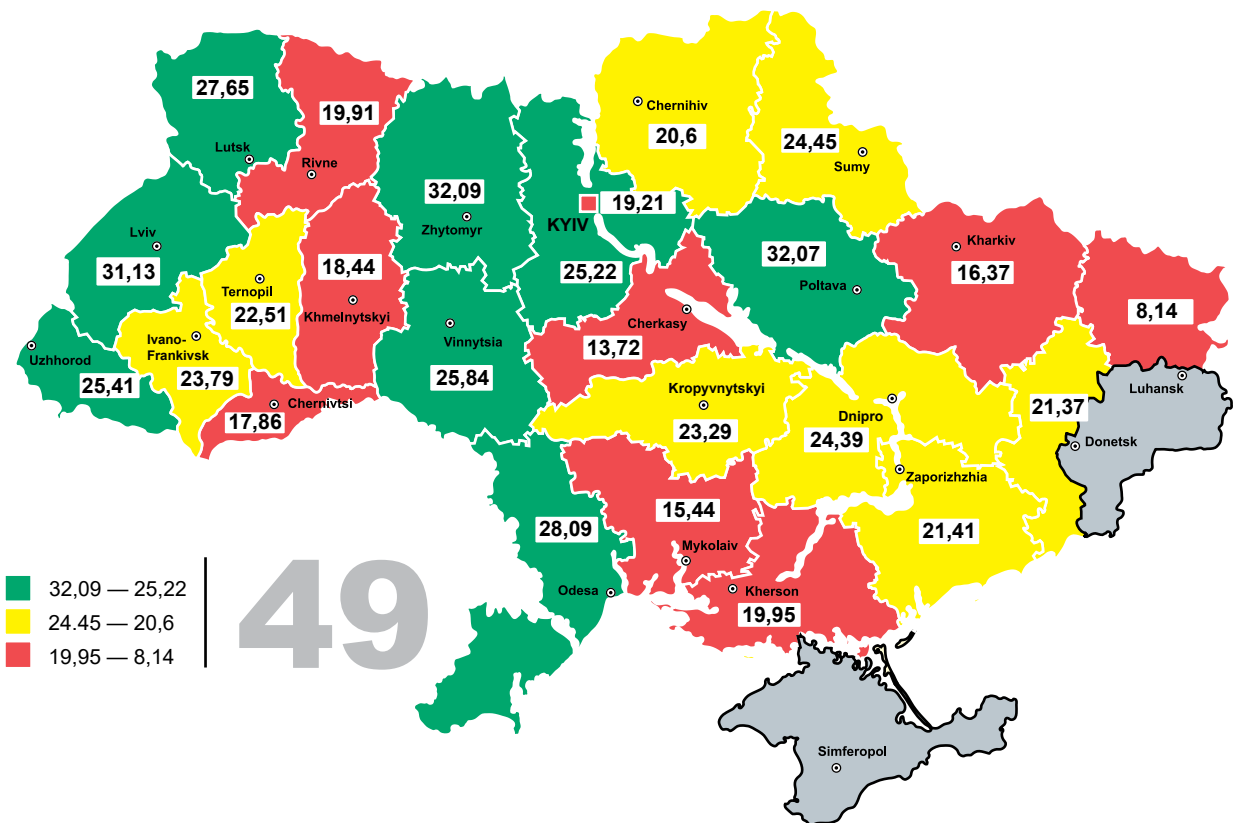 27,65
Lutsk
19,91
Rivne
32,09
Zhytomyr
KYIV
19,21
25,22
Chernihiv
20,6
24,45
Sumy
Lviv
31,13
Ternopil
22,51
18,44
Khmelnytskyi
Uzhhorod
25,41
Ivano-
Frankivsk
23,79
Chernivtsi
17,86
Vinnytsia
25,84
Cherkasy
13,72
32,07
Poltava
Kharkiv
16,37
8,14
Luhansk
Kropyvnytskyi
23,29
Dnipro
24,39
21,37
Donetsk
Zaporizhzhia
21,41
28,09
Odesa
15,44
Mykolaiv
Kherson
19,95
Simferopol
32,09 — 25,22
24.45 — 20,6
19,95 — 8,14
49